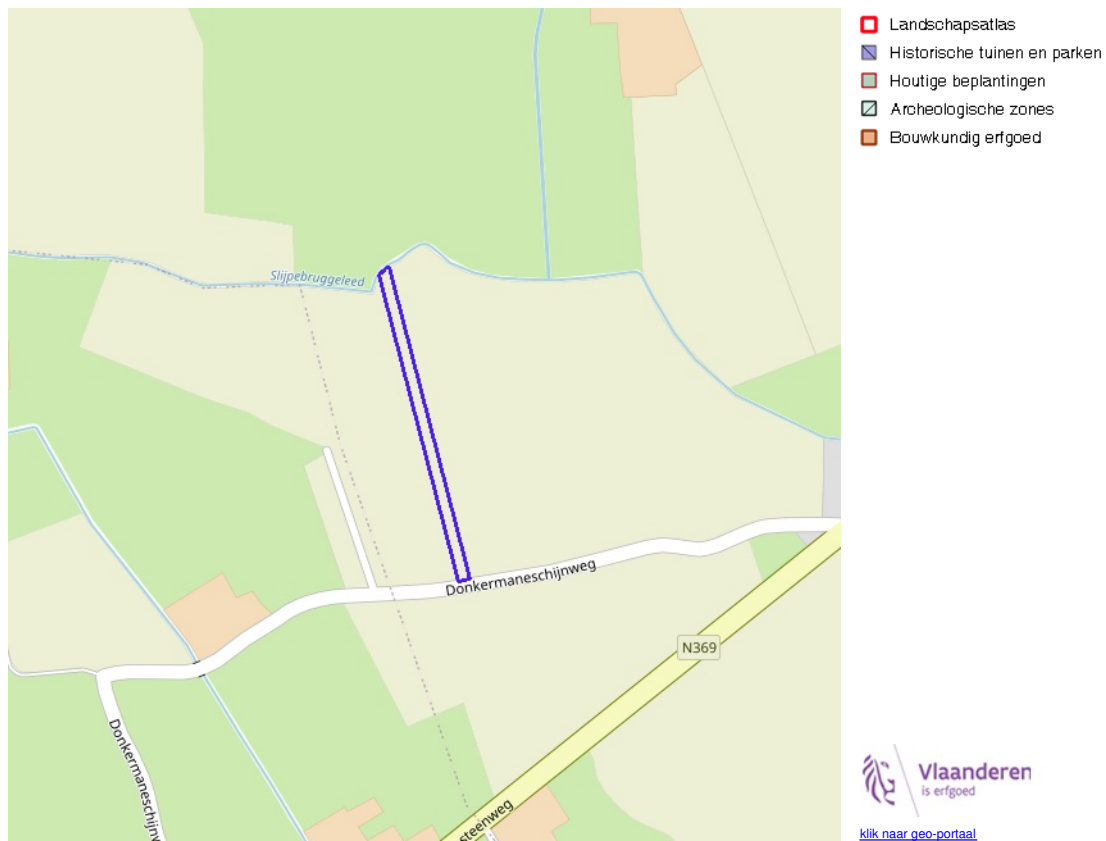 Landschapsatlas
Historische tuinen en parken
Houtige beplantingen
Archeologische zones
Bouwkundig erfgoed
Slijpebruggeleed
Donkermaneschijnweg
N369
Donkermaneschijnw
steenweg
Vlaanderen
is erfgoed
klik naar geo-portaal